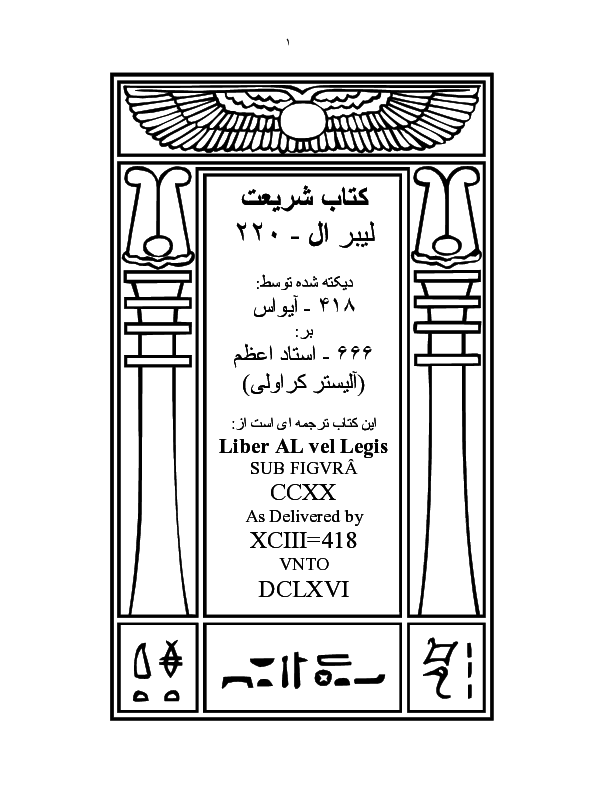 ۱
کتاب شریعت
لیبر ال - ۲۲۰
دیکته شده توسط:
۴۱۸ - آیواس
بر:
۶۶۶ - استاد اعظم
(آلیستر کراولی)
این کتاب ترجمه ای است از:
Liber AL vel Legis
SUB FIGVRÂ
CCXX
As Delivered by
XCIII=418
VNTO
DCLXVI